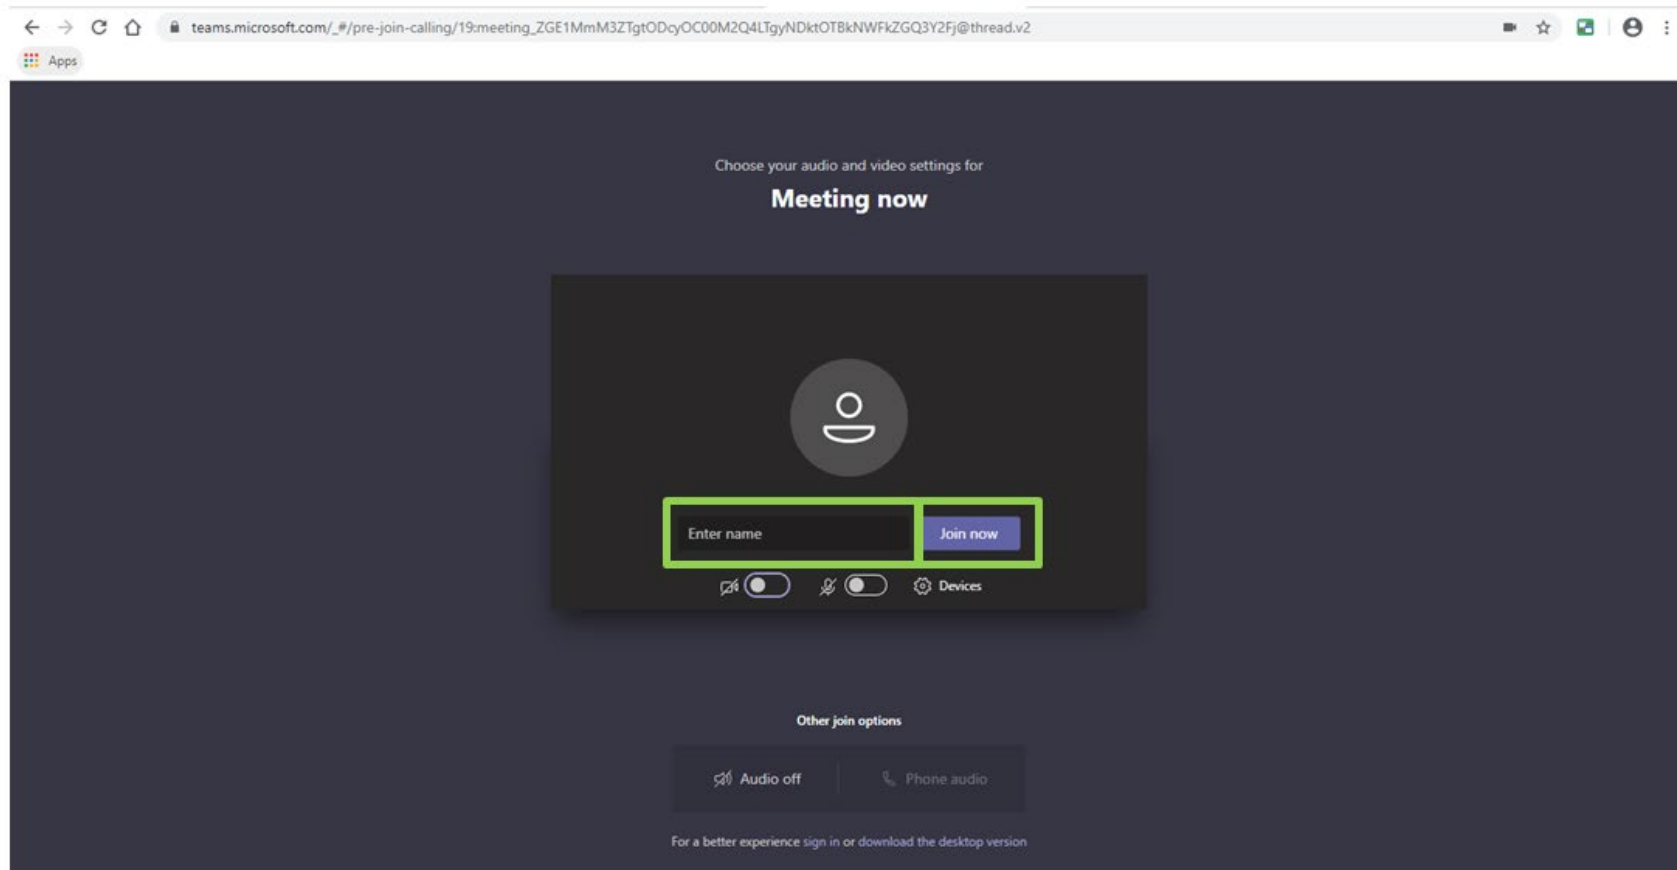 teams.microsoft.com/_#/pre-join-calling/19:meeting_ZGE1MmM3ZTgtODcyOC00M2Q4LTgyNDktOTBkNWFkZGQ3Y2Fj@thread.v2
Apps
Choose your audio and video settings for
Meeting now
Enter name
Join now
Devices
Other join options
Audio off
Phone audio
For a better experience sign in or download the desktop version